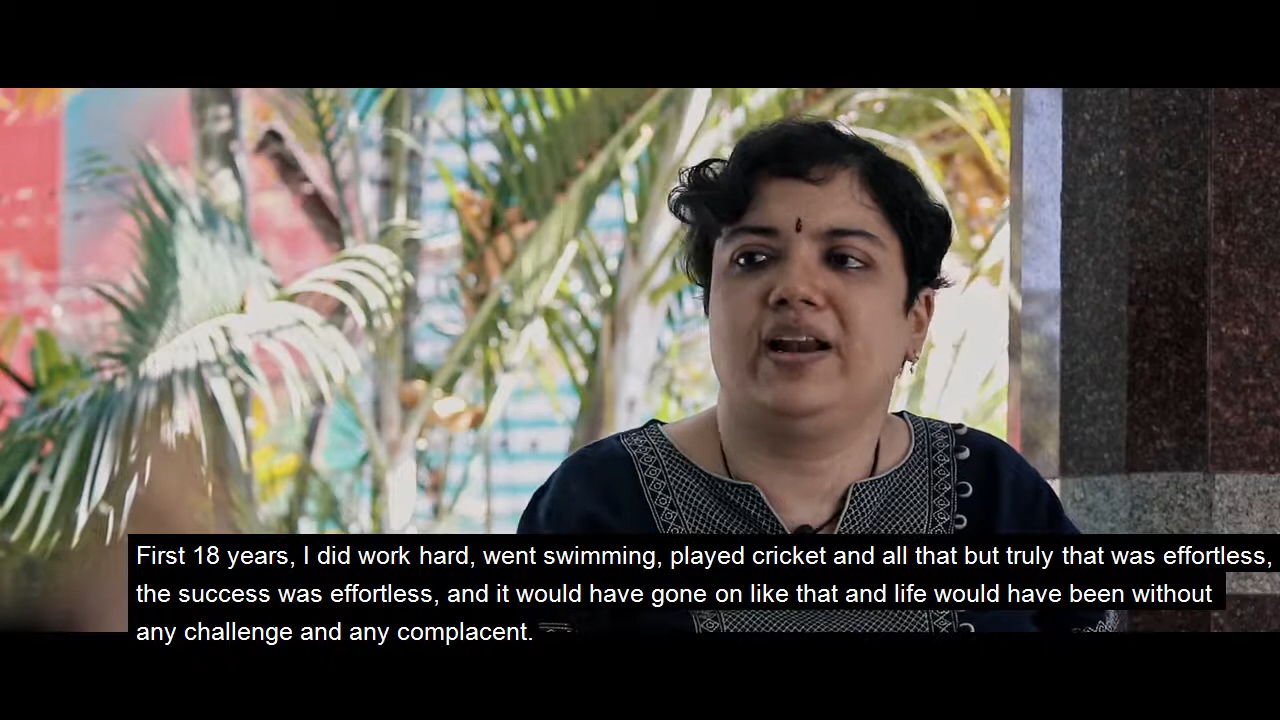 First 18 years, I did work hard, went swimming, played cricket and all that but truly that was effortless,
the success was effortless, and it would have gone on like that and life would have been without
any challenge and any complacent.